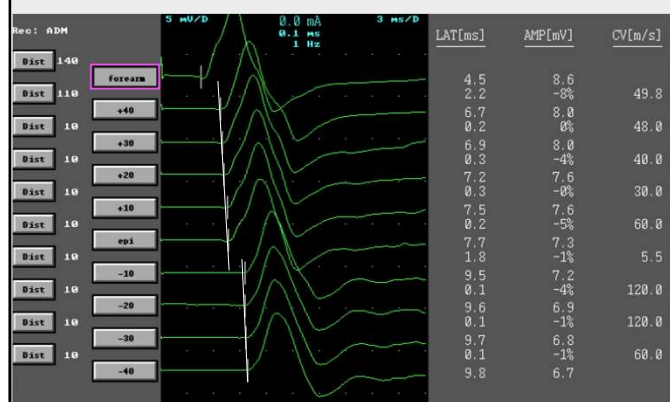 5 mV/D 0.0 mA 3 ms/D
Rec: ADM 0.1 ms LAT[ms] AMP[mV] CV[m/s]
1 Hz
Dist 140
forearm 4.5 8.6
Dist 110 2.2 -8% 49.8
+40 6.7 8.0
Dist 10 0.2 0% 48.0
+30 6.9 8.0
Dist 10 0.3 -4% 40.0
+20 7.2 7.6
Dist 10 0.3 -0% 30.0
+10 7.5 7.6
Dist 10 0.2 -5% 60.0
epi 7.7 7.3
Dist 10 1.8 -1% 5.5
-10 9.5 7.2
Dist 10 0.1 -4% 120.0
-20 9.6 6.9
Dist 10 0.1 -1% 120.0
-30 9.7 6.8
Dist 10 0.1 -1% 60.0
-40 9.8 6.7